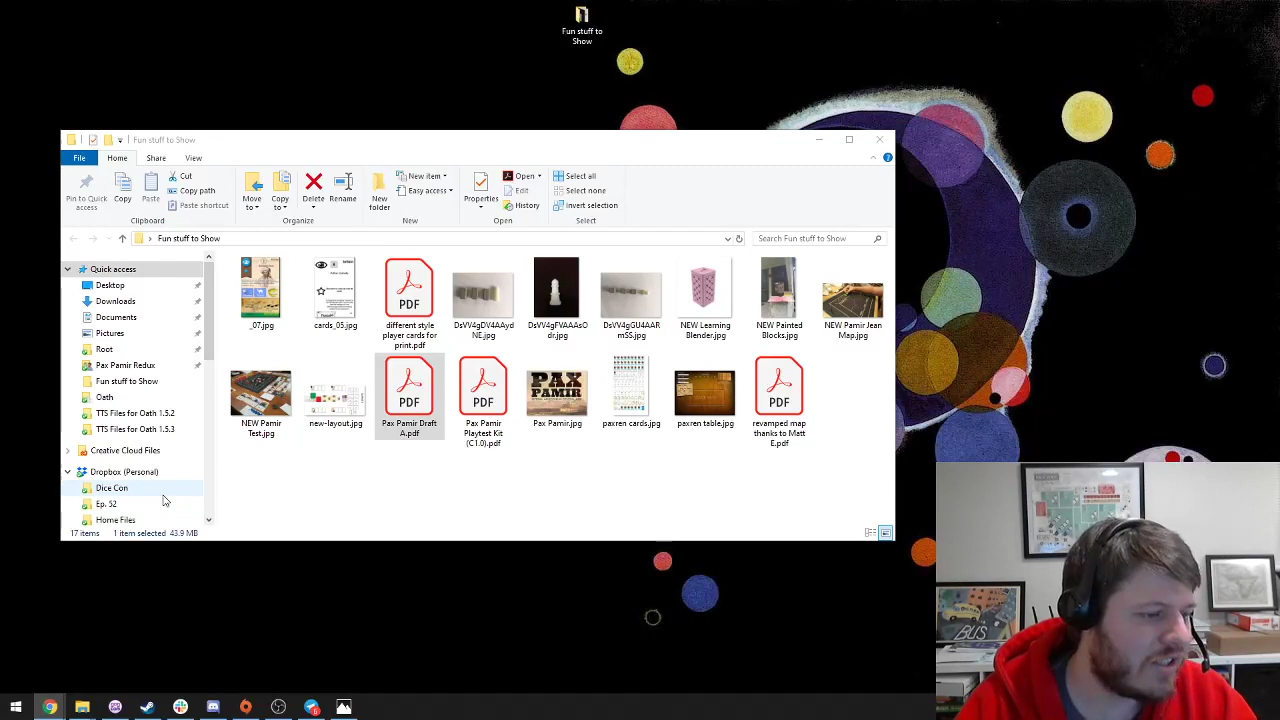 Fun stuff to
Show
Fun stuff to Show
File
Home
Share
View
Pin to Quick
access
Copy
Paste
Cut
Copy path
Paste shortcut
Clipboard
Move
to
Copy
to
Delete
Rename
Organize
New
folder
New item
Easy access
New
Properties
Open
Edit
History
Open
Select all
Select none
Invert selection
Select
Fun stuff to Show
Search Fun stuff to Show
Quick access
Desktop
Downloads
Documents
Pictures
Root
Pax Pamir Redux
Fun stuff to Show
Oath
TTS Files for Oath 1.5.2
TTS Files for Oath 1.5.3
Creative Cloud Files
Dropbox (Personal)
Dice Con
Ep. 52
Home Files
_07.jpg
cards_05.jpg
PDF
different style
player cards for
print.pdf
DsVV4gDV4AAyd
NE.jpg
DsVV4gFVAAAsO
dr.jpg
DsVV4gGU4AAR
mSS.jpg
NEW Learning
Blender.jpg
NEW Painted
Blocks.jpg
NEW Pamir Jean
Map.jpg
NEW Pamir
Test.jpg
new-layout.jpg
PDF
Pax Pamir Draft
A.pdf
PDF
Pax Pamir
Playtest Kit
(C1.0).pdf
PAX
PAMIR
Pax Pamir.jpg
paxren cards.jpg
paxren table.jpg
PDF
revamped map
thanks to Matt
E.pdf
17 items
1 item selected 43.9 MB
BUS